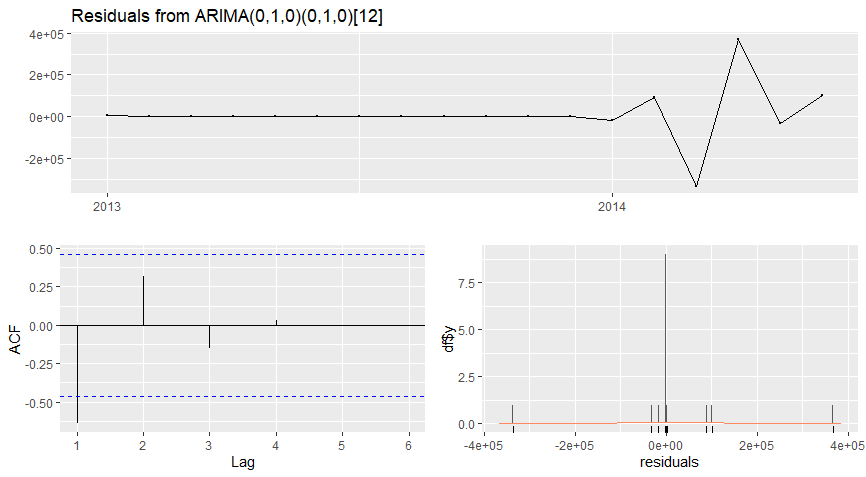 Residuals from ARIMA(0,1,0)(0,1,0)[12]
4e+05
2e+05
0e+00
-2e+05
2013
2014
0.50
0.25
0.00
-0.25
-0.50
ACF
1
2
3
4
5
6
Lag
7.5
5.0
2.5
0.0
df$y
-4e+05
-2e+05
0e+00
2e+05
4e+05
residuals